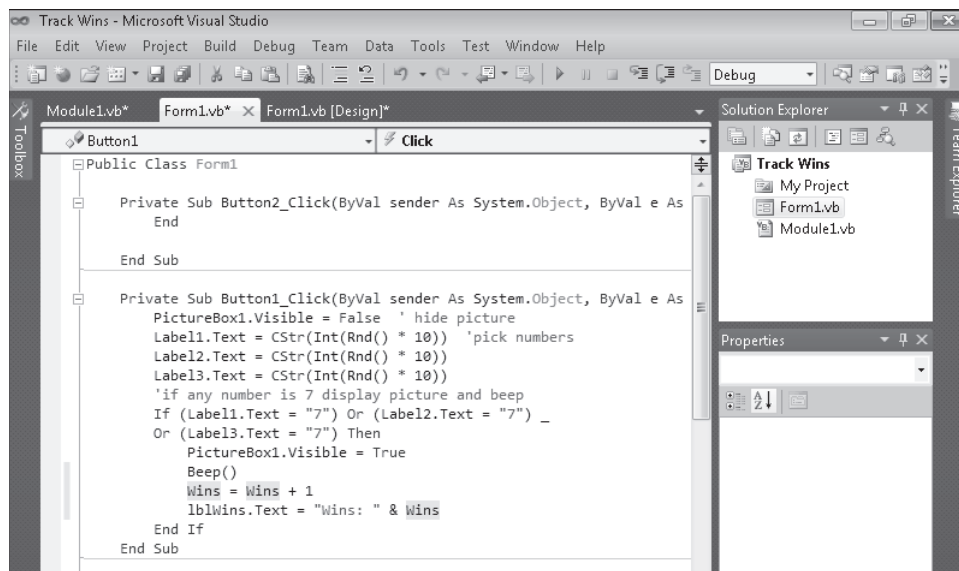 Track Wins - Microsoft Visual Studio
File Edit View Project Build Debug Team Data Tools Test Window Help
Debug
Toolbox
Module1.vb* Form1.vb* Form1.vb [Design]*
Button1 Click
Public Class Form1
Private Sub Button2_Click(ByVal sender As System.Object, ByVal e As
End
End Sub
Private Sub Button1_Click(ByVal sender As System.Object, ByVal e As
PictureBox1.Visible = False ' hide picture
Label1.Text = CStr(Int(Rnd() * 10)) 'pick numbers
Label2.Text = CStr(Int(Rnd() * 10))
Label3.Text = CStr(Int(Rnd() * 10))
'if any number is 7 display picture and beep
If (Label1.Text = "7") Or (Label2.Text = "7") _
Or (Label3.Text = "7") Then
PictureBox1.Visible = True
Beep()
Wins = Wins + 1
lblWins.Text = "Wins: " & Wins
End If
End Sub
Solution Explorer
Track Wins
My Project
Form1.vb
Module1.vb
Properties
Team Explorer